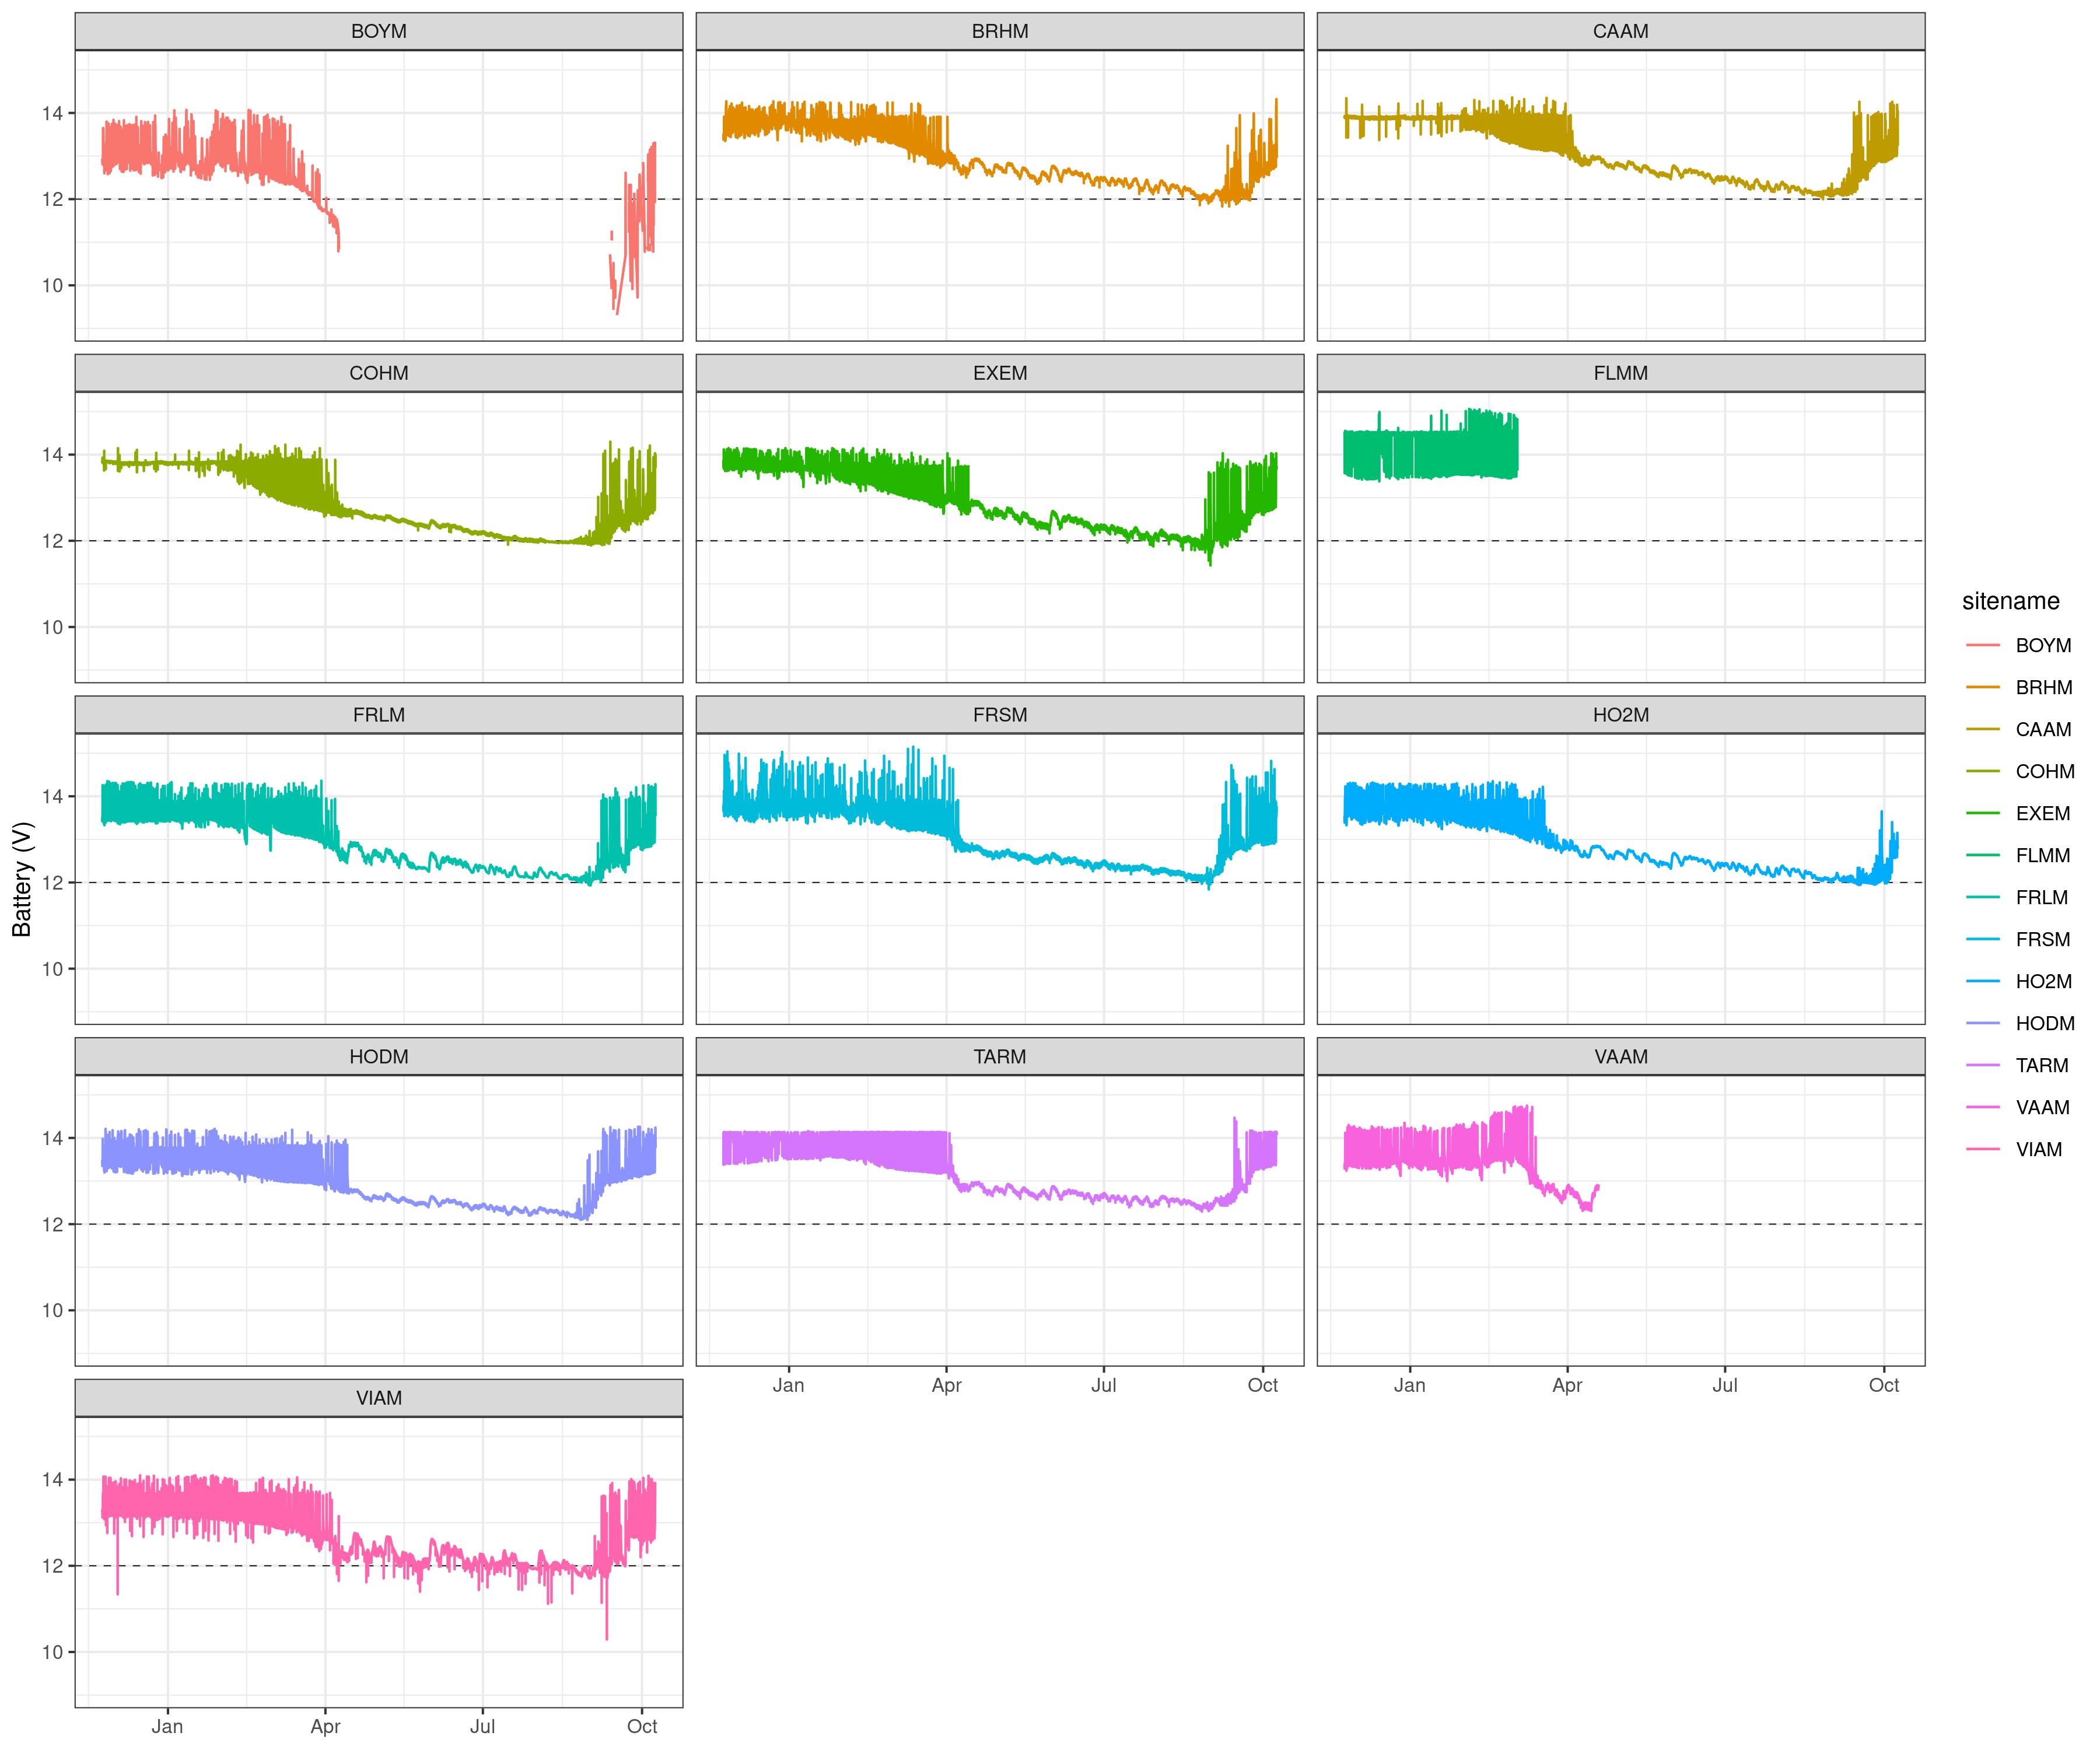 BOYM
BRHM
CAAM
14
12
10
COHM
EXEM
FLMM
14
12
10
FRLM
FRSM
HO2M
14
12
10
HODM
TARM
VAAM
14
12
10
Jan Apr Jul Oct
Jan Apr Jul Oct
VIAM
14
12
10
Jan Apr Jul Oct
Battery (V)
sitename
BOYM
BRHM
CAAM
COHM
EXEM
FLMM
FRLM
FRSM
HO2M
HODM
TARM
VAAM
VIAM